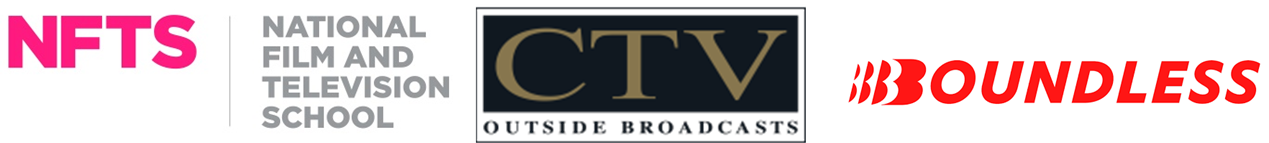 NFTS
NATIONAL
FILM AND
TELEVISION
SCHOOL
CTV
OUTSIDE BROADCASTS
BOUNDLESS